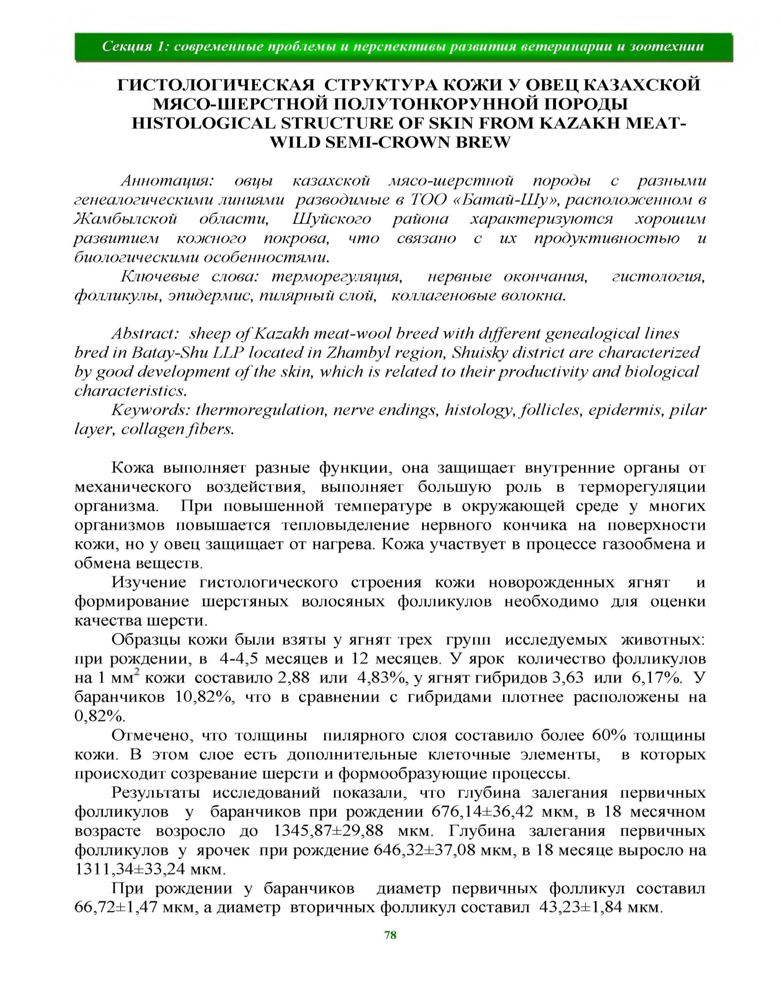 Секция 1: современные проблемы и перспективы развития ветеринарии и зоотехнии
ГИСТОЛОГИЧЕСКАЯ СТРУКТУРА КОЖИ У ОВЕЦ КАЗАХСКОЙ
МЯСО-ШЕРСТНОЙ ПОЛУТОНКОРУННОЙ ПОРОДЫ
HISTOLOGICAL STRUCTURE OF SKIN FROM KAZAKH MEAT-
WILD SEMI-CROWN BREW
Аннотация: овцы казахской мясо-шерстной породы с разными
генеалогическими линиями разводимые в ТОО «Батай-Шу», расположенном в
Жамбылской области, Шуйского района характеризуются хорошим
развитием кожного покрова, что связано с их продуктивностью и
биологическими особенностями.
Ключевые слова: терморегуляция, нервные окончания, гистология,
фолликулы, эпидермис, пилярный слой, коллагеновые волокна.
Abstract: sheep of Kazakh meat-wool breed with different genealogical lines
bred in Batay-Shu LLP located in Zhambyl region, Shuisky district are characterized
by good development of the skin, which is related to their productivity and biological
characteristics.
Keywords: thermoregulation, nerve endings, histology, follicles, epidermis, pilar
layer, collagen fibers.
Кожа выполняет разные функции, она защищает внутренние органы от
механического воздействия, выполняет большую роль в терморегуляции
организма. При повышенной температуре в окружающей среде у многих
организмов повышается тепловыделение нервного кончика на поверхности
кожи, но у овец защищает от нагрева. Кожа участвует в процессе газообмена и
обмена веществ.
Изучение гистологического строения кожи новорожденных ягнят и
формирование шерстяных волосяных фолликулов необходимо для оценки
качества шерсти.
Образцы кожи были взяты у ягнят трех групп исследуемых животных:
при рождении, в 4-4,5 месяцев и 12 месяцев. У ярок количество фолликулов
на 1 мм² кожи составило 2,88 или 4,83%, у ягнят гибридов 3,63 или 6,17%. У
баранчиков 10,82%, что в сравнении с гибридами плотнее расположены на
0,82%.
Отмечено, что толщины пилярного слоя составило более 60% толщины
кожи. В этом слое есть дополнительные клеточные элементы, в которых
происходит созревание шерсти и формообразующие процессы.
Результаты исследований показали, что глубина залегания первичных
фолликулов у баранчиков при рождении 676,14±36,42 мкм, в 18 месячном
возрасте возросло до 1345,87±29,88 мкм. Глубина залегания первичных
фолликулов у ярочек при рождение 646,32±37,08 мкм, в 18 месяце выросло на
1311,34±33,24 мкм.
При рождении у баранчиков диаметр первичных фолликул составил
66,72±1,47 мкм, а диаметр вторичных фолликул составил 43,23±1,84 мкм.
78